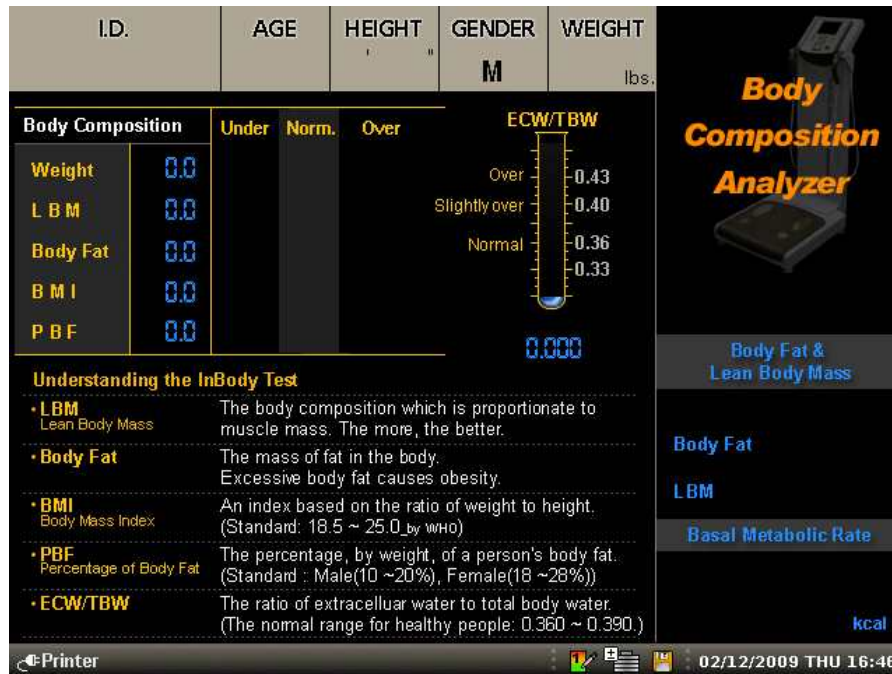 I.D. AGE HEIGHT GENDER WEIGHT
' " M lbs.
Body Composition Under Norm. Over ECW/TBW
Weight 0.0
LBM 0.0
Body Fat 0.0
BMI 0.0
PBF 0.0
Over 0.43
Slightly over 0.40
Normal 0.36
0.33
0.000
Understanding the InBody Test
• LBM
Lean Body Mass
The body composition which is proportionate to
muscle mass. The more, the better.
• Body Fat
The mass of fat in the body.
Excessive body fat causes obesity.
• BMI
Body Mass Index
An index based on the ratio of weight to height.
(Standard: 18.5 ~ 25.0_by WHO)
• PBF
Percentage of Body Fat
The percentage, by weight, of a person's body fat.
(Standard : Male(10 ~20%), Female(18 ~28%))
• ECW/TBW
The ratio of extracelluar water to total body water.
(The normal range for healthy people: 0.360 ~ 0.390.)
Body
Composition
Analyzer
Body Fat &
Lean Body Mass
Body Fat
LBM
Basal Metabolic Rate
kcal
Printer
02/12/2009 THU 16:46